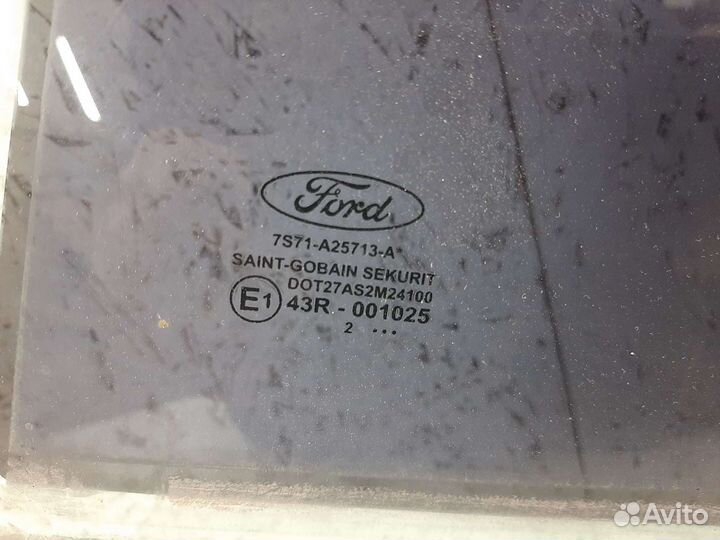 Ford
7S71-A25713-A*
SAINT-GOBAIN SEKURIT
DOT27AS2M24100
E1 43R - 001025
2 ...
Avito